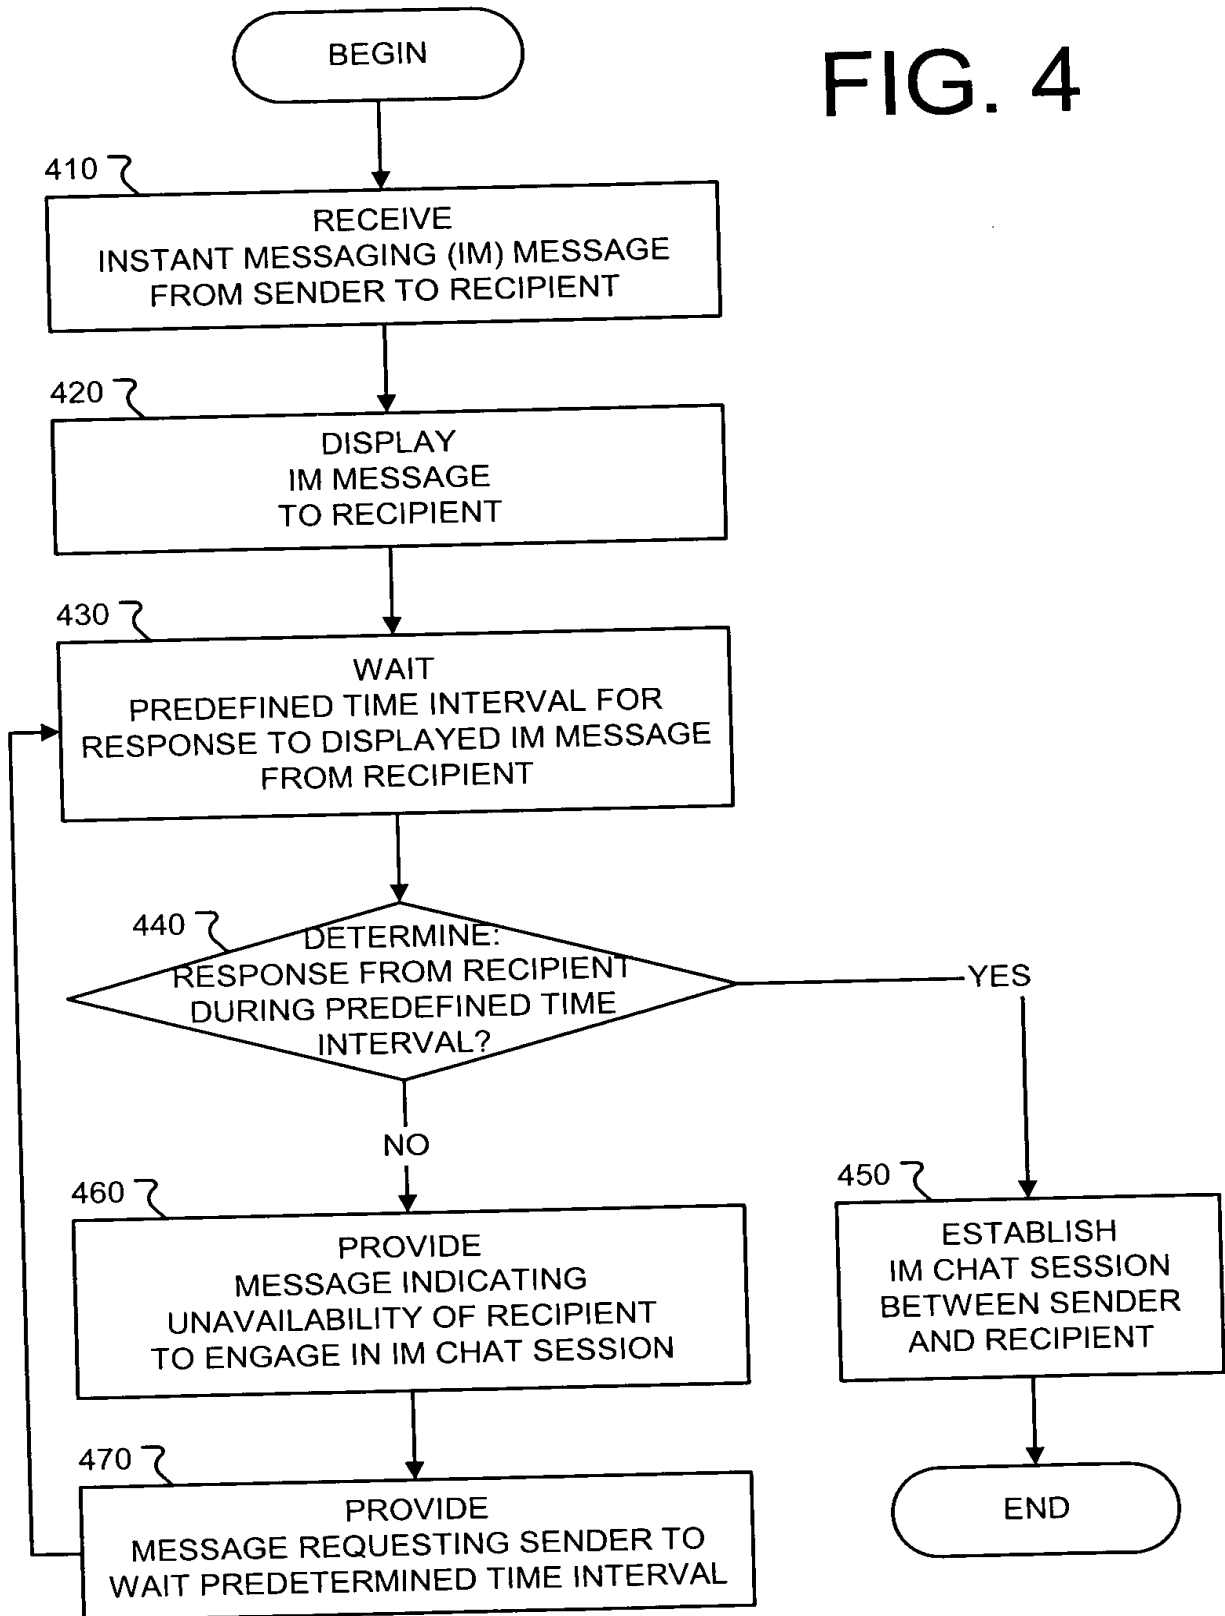 BEGIN
FIG. 4
410
RECEIVE
INSTANT MESSAGING (IM) MESSAGE
FROM SENDER TO RECIPIENT
420
DISPLAY
IM MESSAGE
TO RECIPIENT
430
WAIT
PREDEFINED TIME INTERVAL FOR
RESPONSE TO DISPLAYED IM MESSAGE
FROM RECIPIENT
440
DETERMINE:
RESPONSE FROM RECIPIENT
DURING PREDEFINED TIME
INTERVAL?
YES
NO
450
ESTABLISH
IM CHAT SESSION
BETWEEN SENDER
AND RECIPIENT
460
PROVIDE
MESSAGE INDICATING
UNAVAILABILITY OF RECIPIENT
TO ENGAGE IN IM CHAT SESSION
470
PROVIDE
MESSAGE REQUESTING SENDER TO
WAIT PREDETERMINED TIME INTERVAL
END